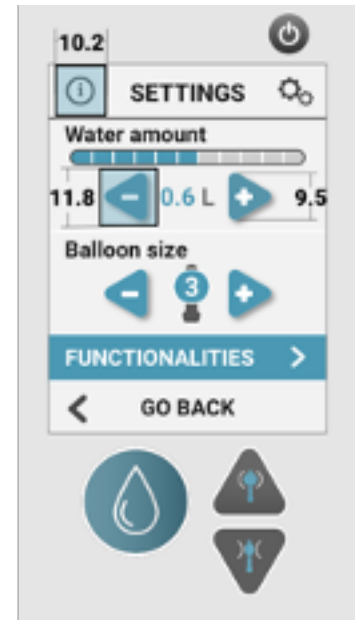 10.2
SETTINGS
Water amount
11.8 - 0.6 L + 9.5
Balloon size
- 3 +
FUNCTIONALITIES >
< GO BACK